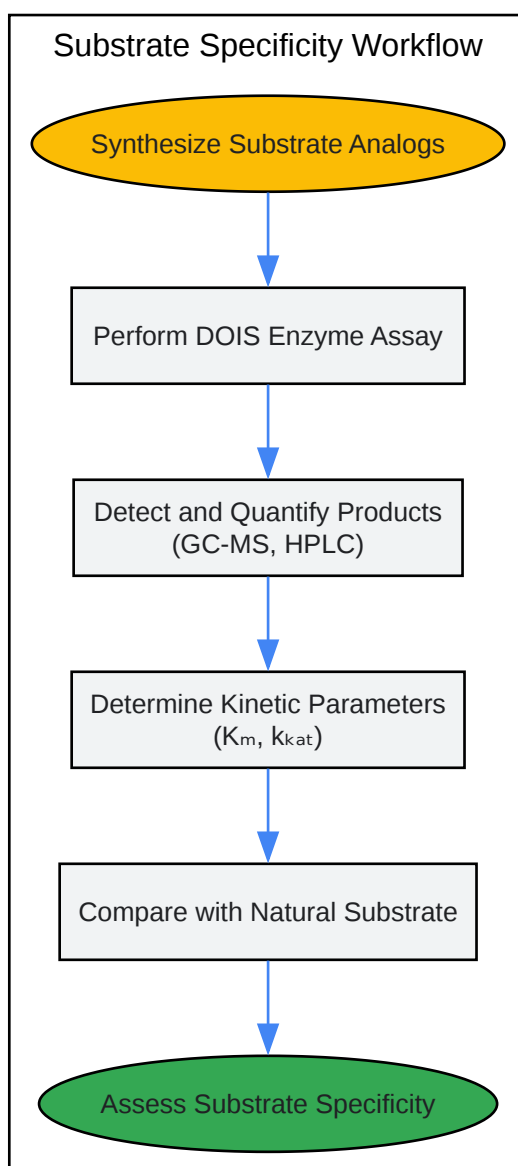 Substrate Specificity Workflow
Synthesize Substrate Analogs
Perform DOIS Enzyme Assay
Detect and Quantify Products
(GC-MS, HPLC)
Determine Kinetic Parameters
(Kₘ, kₖₐₜ)
Compare with Natural Substrate
Assess Substrate Specificity